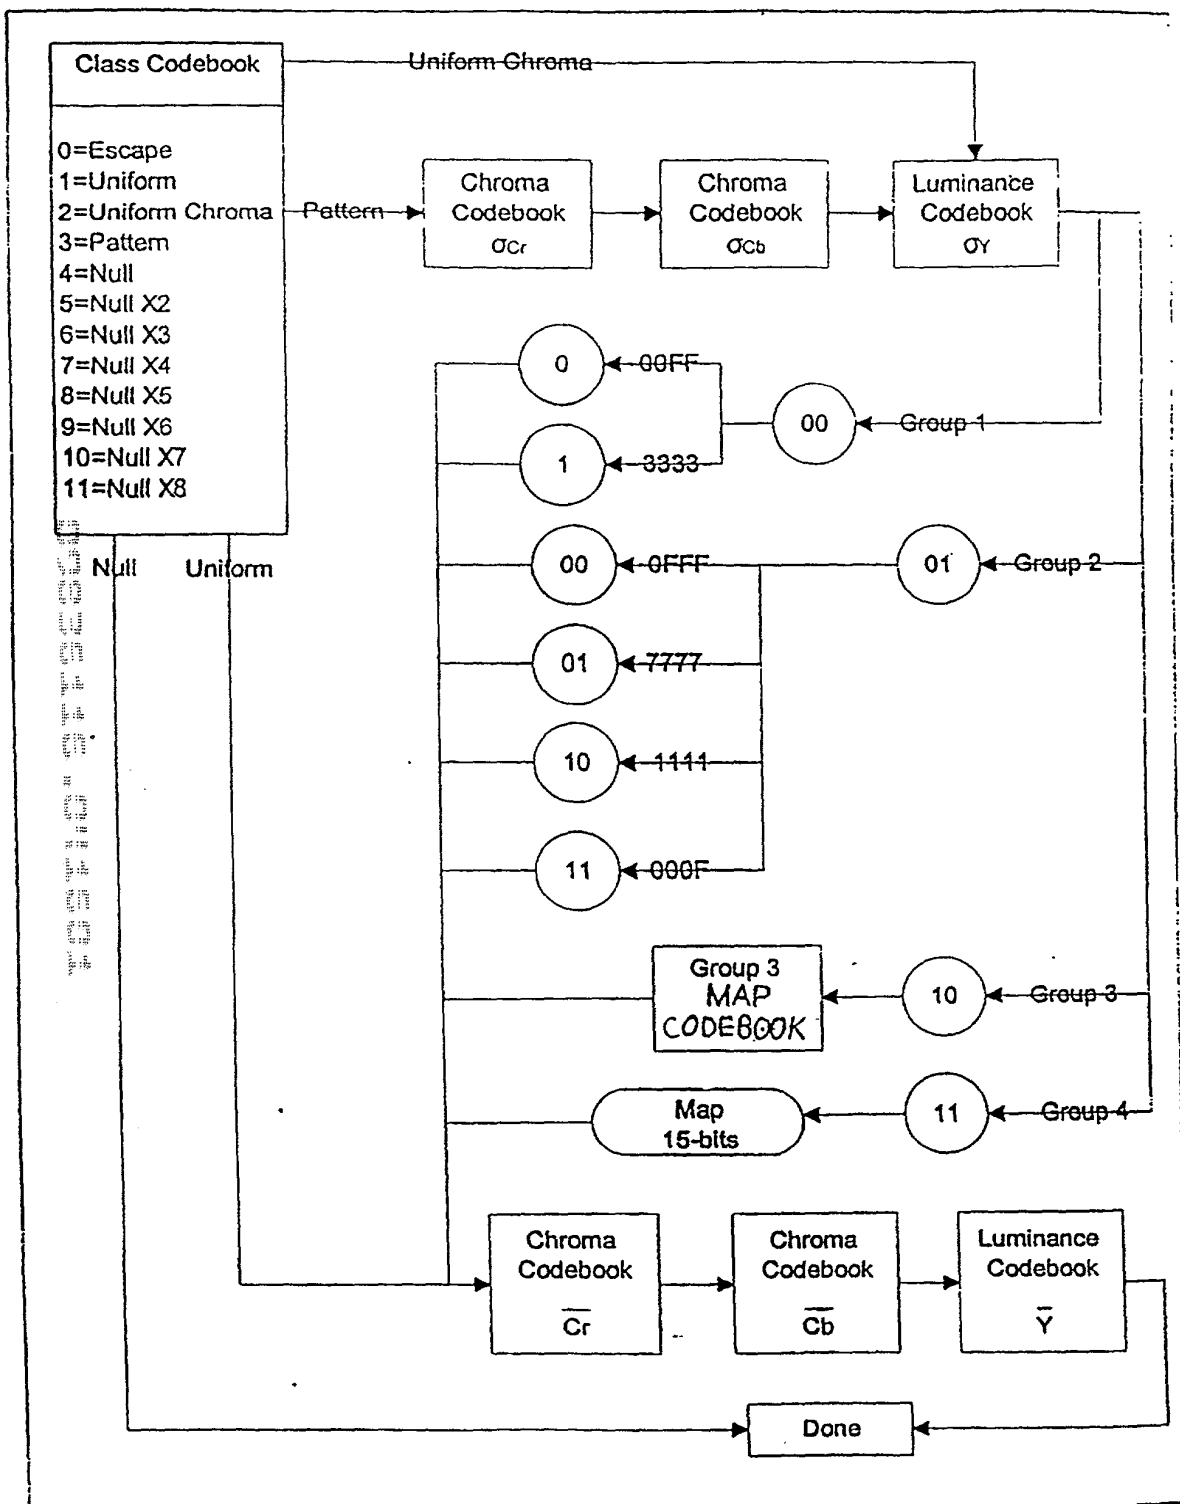 Class Codebook
0=Escape
1=Uniform
2=Uniform Chroma
3=Pattern
4=Null
5=Null X2
6=Null X3
7=Null X4
8=Null X5
9=Null X6
10=Null X7
11=Null X8
Uniform Chroma
Pattern
Chroma
Codebook
σCr
Chroma
Codebook
σCb
Luminance
Codebook
σY
0
00FF
1
3333
00
Group 1
00
0FFF
01
Group 2
01
7777
10
1111
11
000F
Null
Uniform
Group 3
MAP
CODEBOOK
10
Group 3
Map
15-bits
11
Group 4
Chroma
Codebook
C̅r̅
Chroma
Codebook
C̅b̅
Luminance
Codebook
Y̅
Done